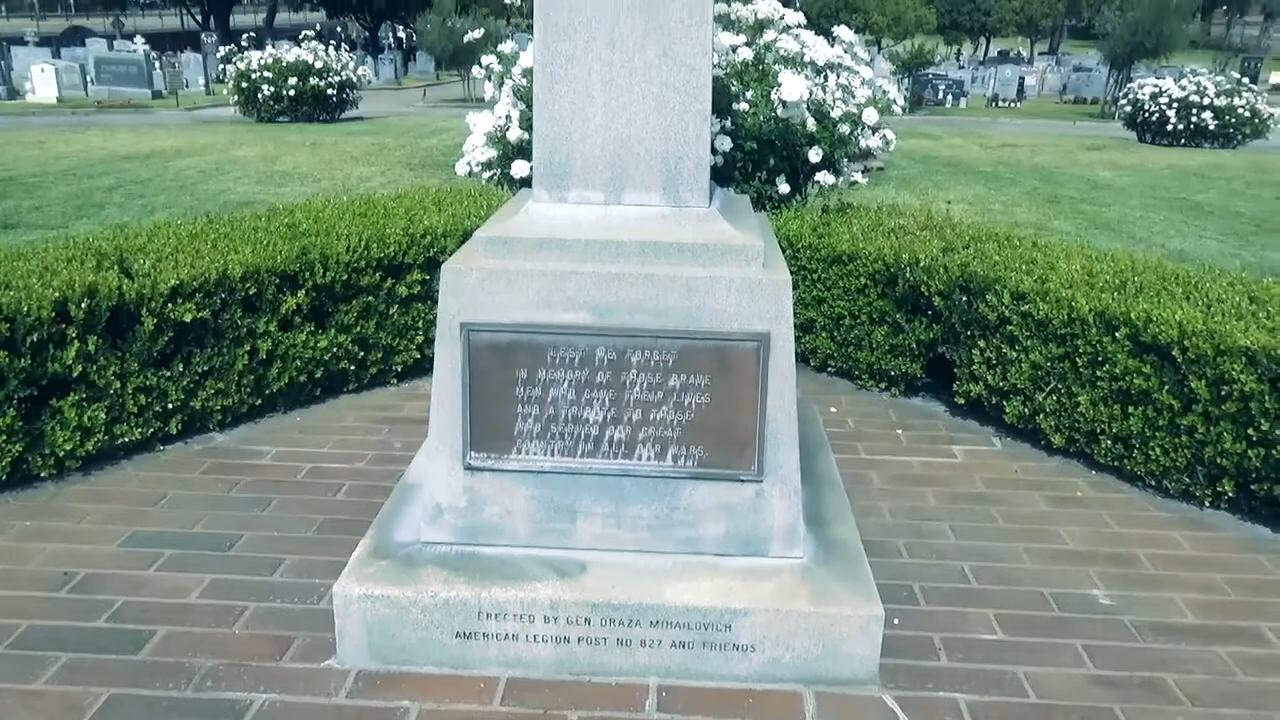 LEST WE FORGET
IN MEMORY OF THOSE BRAVE
MEN WHO GAVE THEIR LIVES
AND A TRIBUTE TO THOSE
WHO SERVED OUR GREAT
COUNTRY IN ALL OUR WARS.
ERECTED BY GEN. DRAZA MIHAILOVICH
AMERICAN LEGION POST NO 827 AND FRIENDS